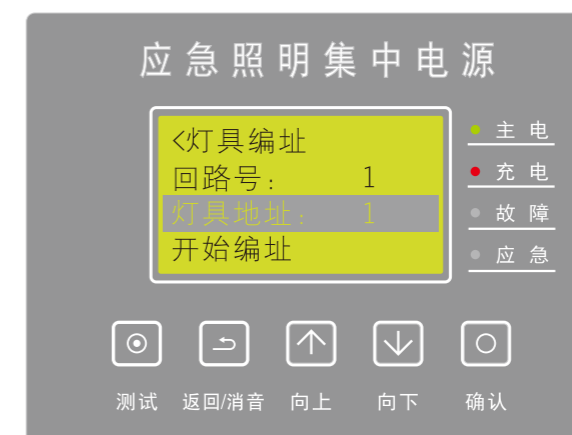 应急照明集中电源
<灯具编址
回路号: 1
灯具地址: 1
开始编址
主电
充电
故障
应急
测试 返回/消音 向上 向下 确认